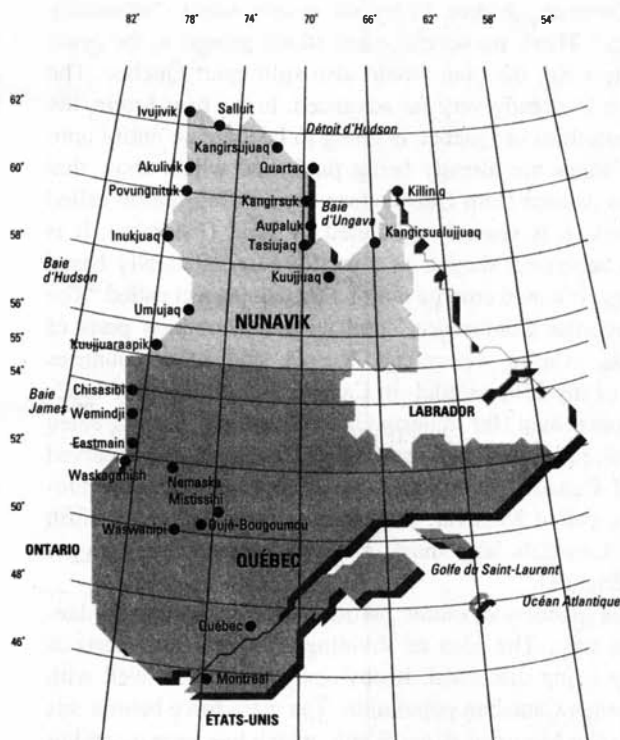 82° 78° 74° 70° 66° 62° 58° 54°
62°
Ivujivik
Salluit
Détoit d'Hudson
Kangirsujuaq
60°
Akulivik
Quartaq
Povungnituk
Killiniq
Kangirsuk
Baie d'Ungava
58°
Aupaluk
Kangirsualujjuaq
Inukjuaq
Tasiujaq
Baie d'Hudson
Kuujjuaq
56°
Umiujaq
NUNAVIK
55°
Kuujjuaraapik
54°
Chisasibi
Baie James
LABRADOR
Wemindji
52°
Eastmain
Waskaganish
Nemaska
Mistissihi
50°
Oujé-Bougoumou
Waswanipi
ONTARIO
QUÉBEC
Golfe du Saint-Laurent
48°
Océan Atlantique
Québec
46°
Montréal
ÉTATS-UNIS